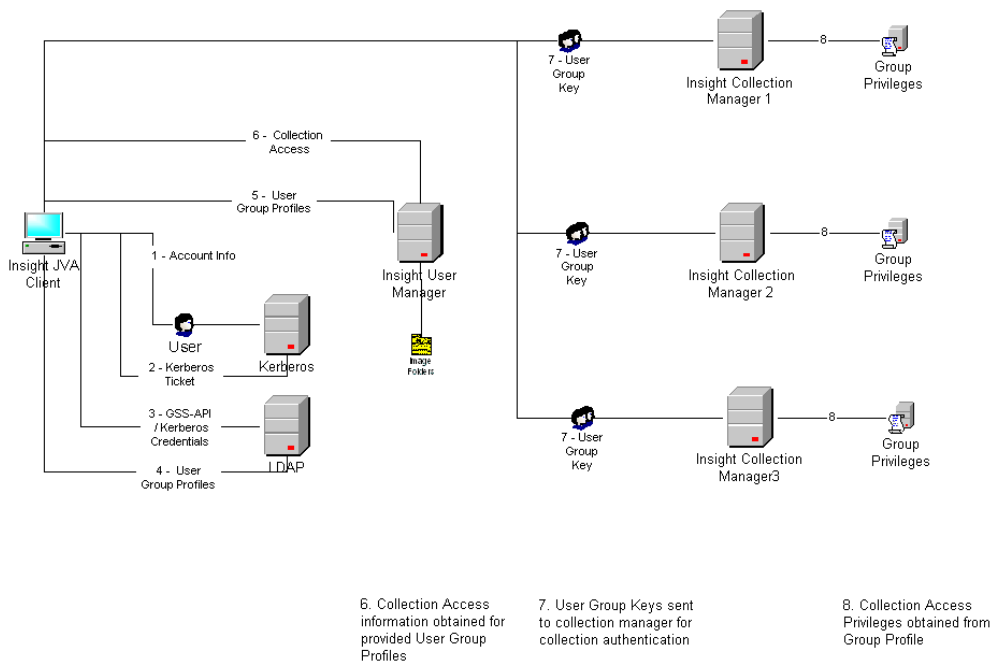 7 - User
Group
Key
8
Insight Collection
Manager 1
Group
Privileges
6 - Collection
Access
5 - User
Group Profiles
Insight JVA
Client
1 - Account Info
Insight User
Manager
7 - User
Group
Key
8
Insight Collection
Manager 2
Group
Privileges
User
Kerberos
Image
Folders
2 - Kerberos
Ticket
3 - GSS-API
/ Kerberos
Credentials
LDAP
4 - User
Group Profiles
7 - User
Group
Key
8
Insight Collection
Manager3
Group
Privileges
6. Collection Access
information obtained for
provided User Group
Profiles
7. User Group Keys sent
to collection manager for
collection authentication
8. Collection Access
Privileges obtained from
Group Profile